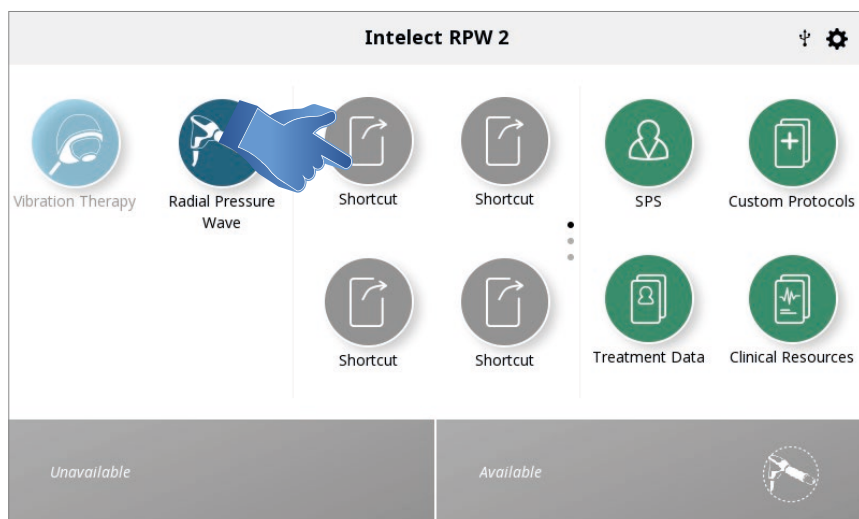 Intelect RPW 2
Vibration Therapy
Radial Pressure
Wave
Shortcut
Shortcut
SPS
Custom Protocols
Shortcut
Shortcut
Treatment Data
Clinical Resources
Unavailable
Available